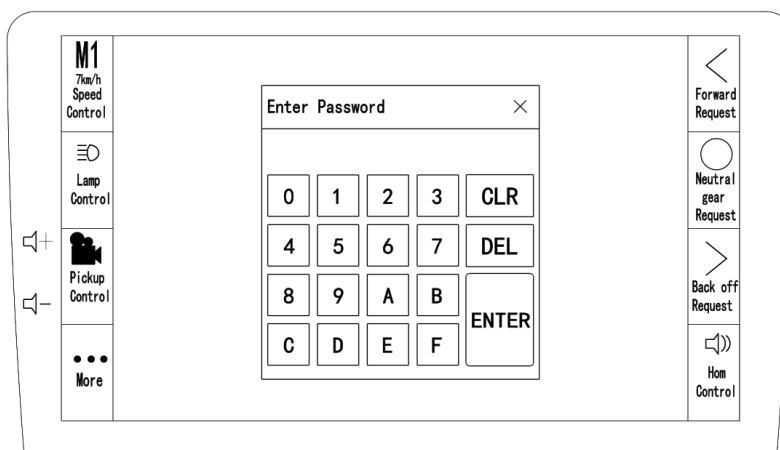 M1
7km/h
Speed
Control
Lamp
Control
Pickup
Control
More
Enter Password
0 1 2 3 CLR
4 5 6 7 DEL
8 9 A B
ENTER
C D E F
Forward
Request
Neutral
gear
Request
Back off
Request
Hom
Control